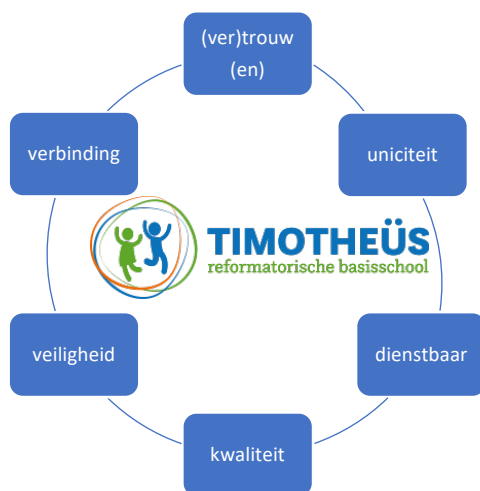 (ver)trouw
(en)
verbinding
uniciteit
TIMOTHEÜS
reformatorische basisschool
veiligheid
dienstbaar
kwaliteit